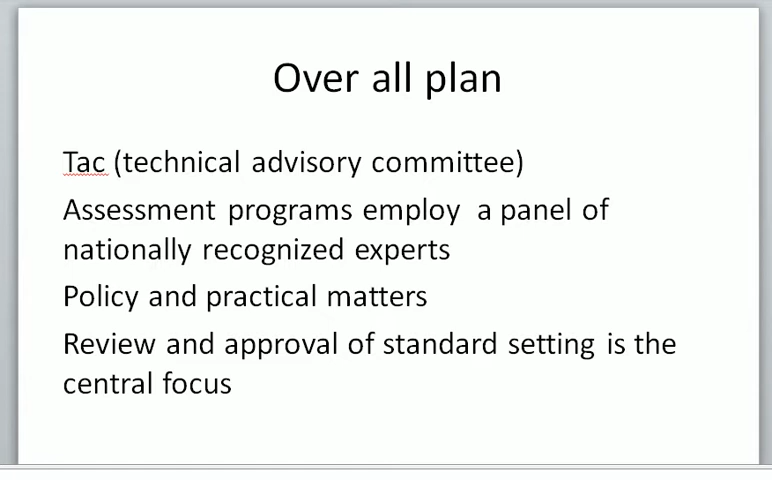 Over all plan
Tac (technical advisory committee)
Assessment programs employ  a panel of
nationally recognized experts
Policy and practical matters
Review and approval of standard setting is the
central focus